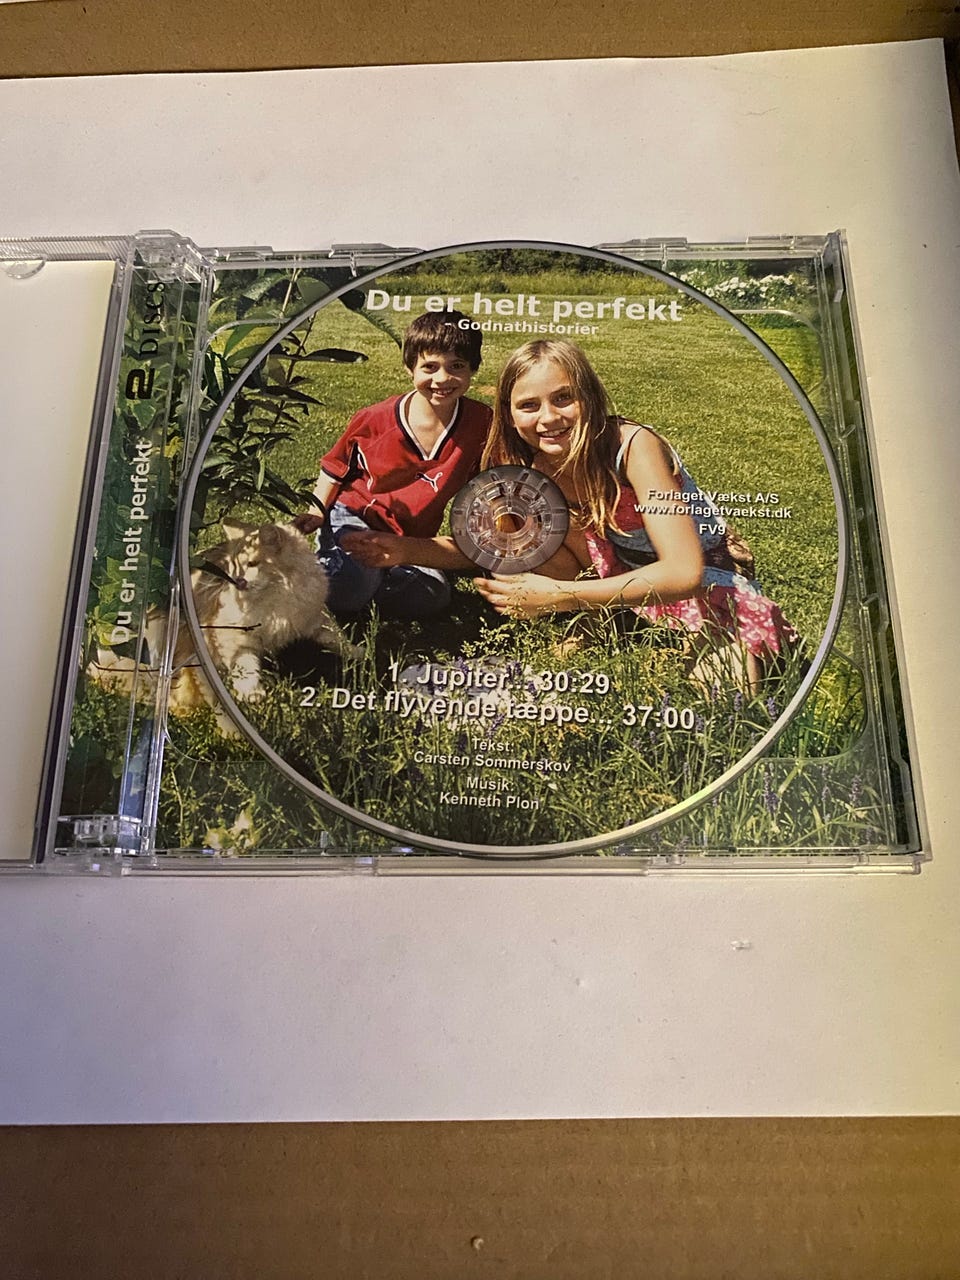 Du er helt perfekt
- Godnathistorier
Forlaget Vækst A/S
www.forlagetvaekst.dk
FV9
1. Jupiter... 30:29
2. Det flyvende tæppe... 37:00
Tekst:
Carsten Sommerskov
Musik:
Kenneth Plon
Du er helt perfekt
2 DISCS